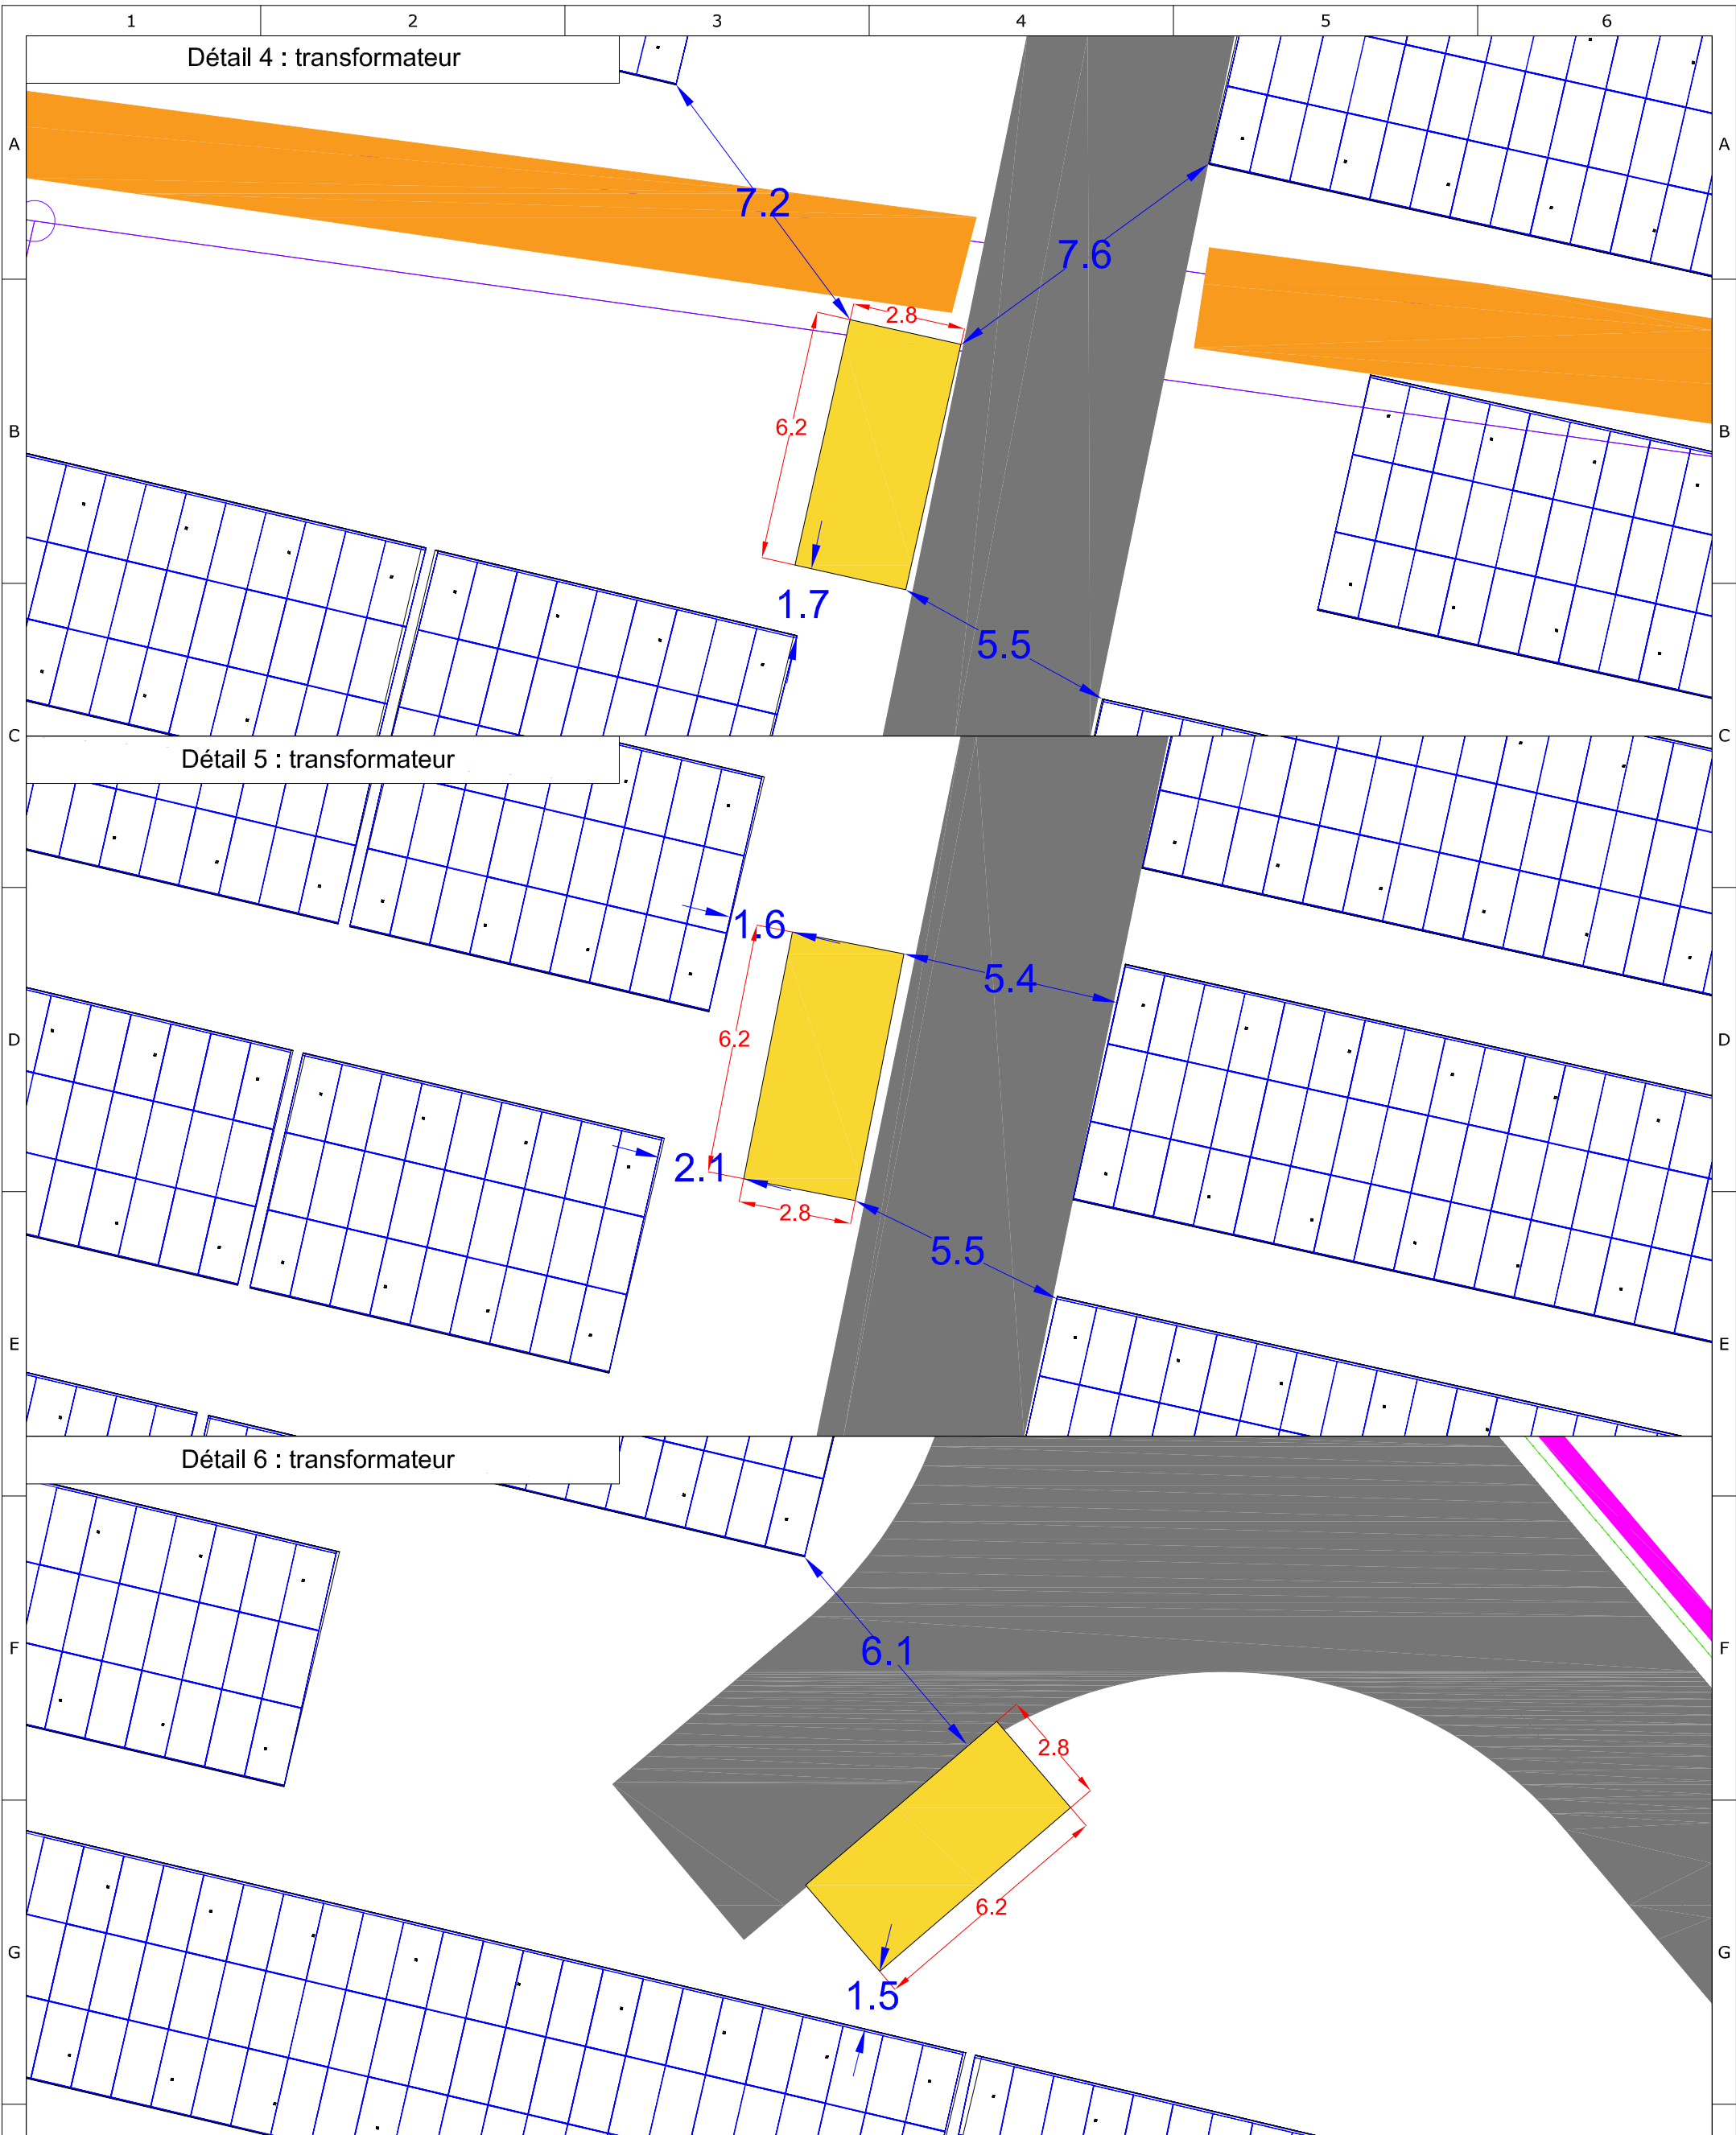 1 2 3 4 5 6
Détail 4 : transformateur
A A
7.2
7.6
2.8
6.2
B B
1.7
5.5
C C
Détail 5 : transformateur
1.6
5.4
6.2
D D
2.1
2.8
5.5
E E
Détail 6 : transformateur
6.1
F F
2.8
6.2
G G
1.5